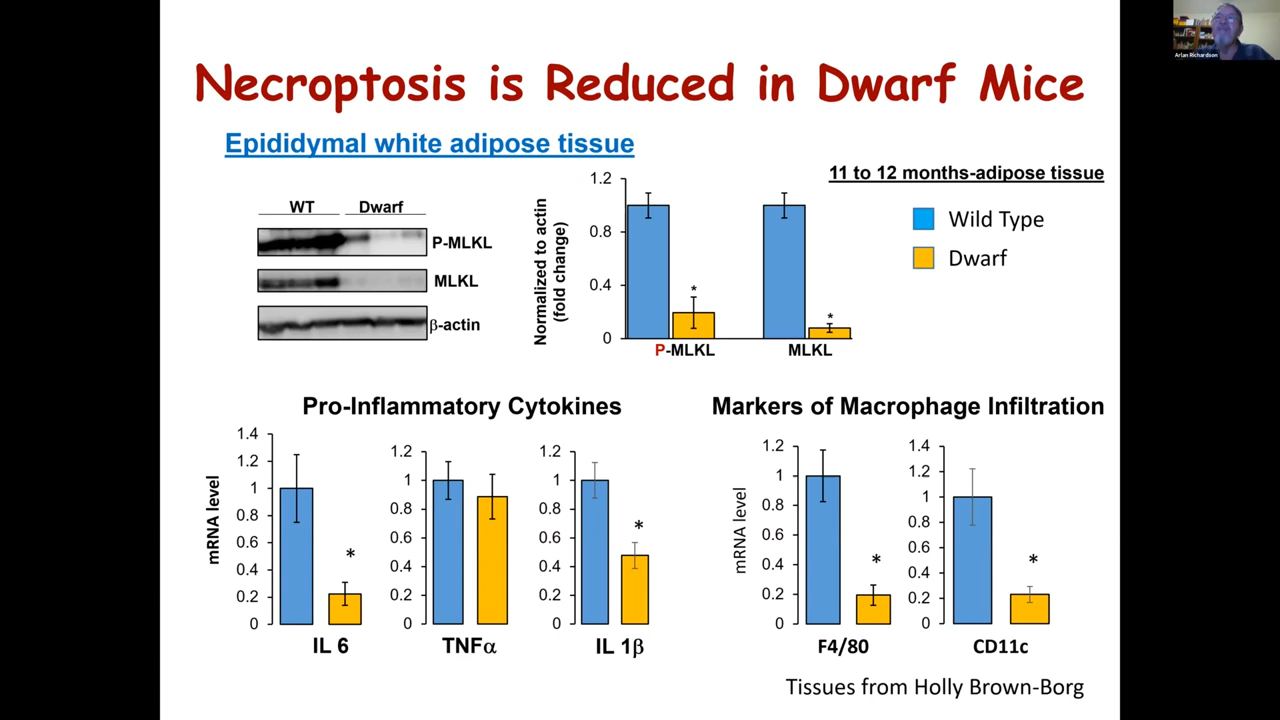 Necroptosis is Reduced in Dwarf Mice
Arlan Richardson
Epididymal white adipose tissue
WT Dwarf
P-MLKL
MLKL
β-actin
Normalized to actin
(fold change)
1.2
0.8
0.4
0
P-MLKL MLKL
11 to 12 months-adipose tissue
Wild Type
Dwarf
* *
Pro-Inflammatory Cytokines
mRNA level
1.4
1.2
1
0.8
0.6
0.4
0.2
0
*
IL 6
1.2
1
0.8
0.6
0.4
0.2
0
TNFα
1.2
1
0.8
0.6
0.4
0.2
0
*
IL 1β
Markers of Macrophage Infiltration
mRNA level
1.2
1
0.8
0.6
0.4
0.2
0
*
F4/80
1.4
1.2
1
0.8
0.6
0.4
0.2
0
*
CD11c
Tissues from Holly Brown-Borg